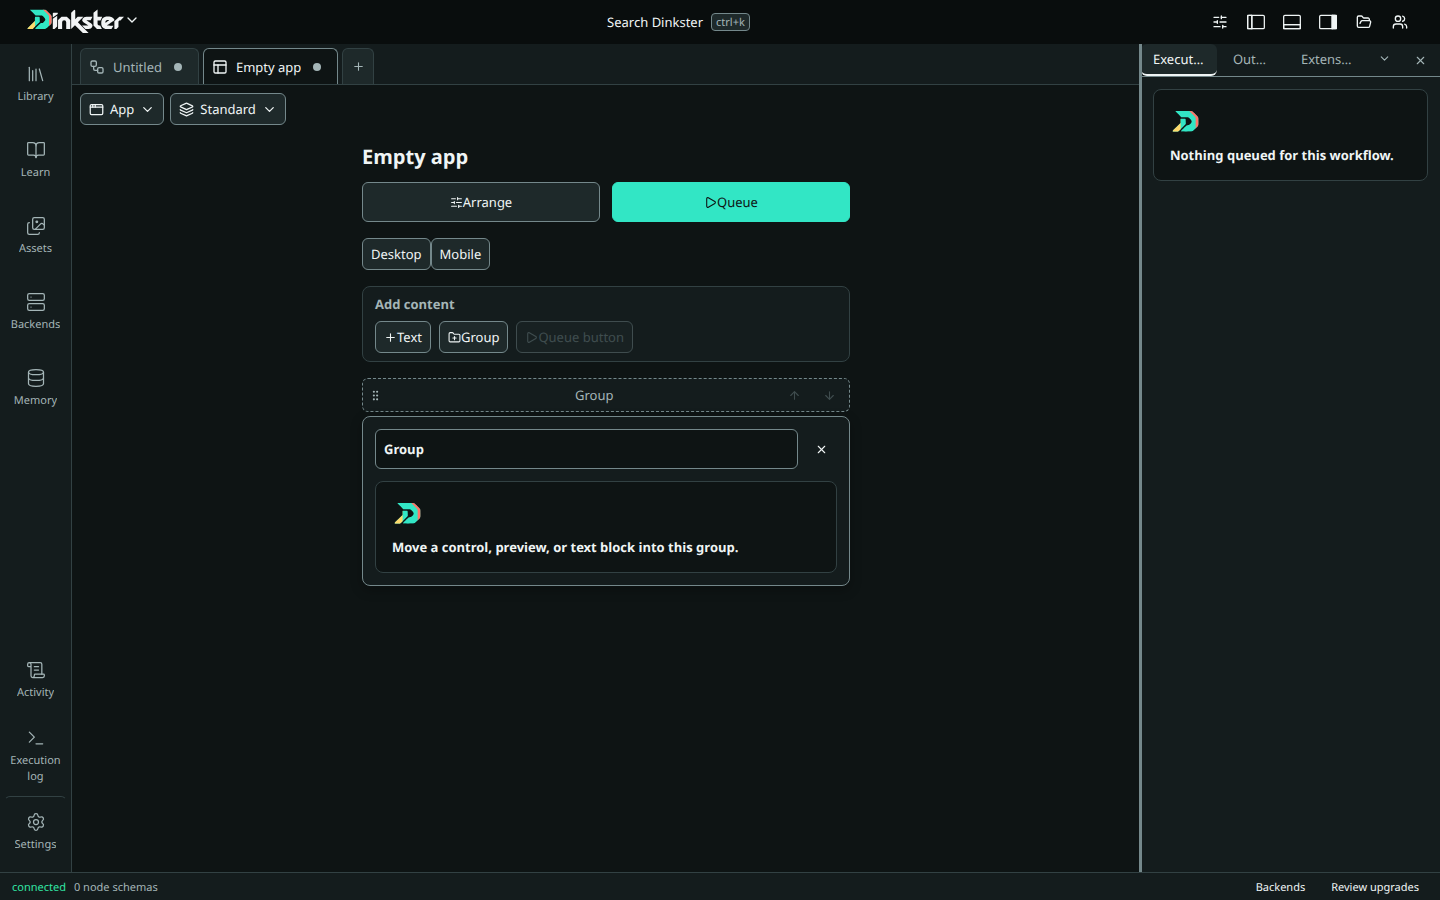 Dinkster
Search Dinkster ctrl+k
Library
Learn
Assets
Backends
Memory
Activity
Execution
log
Settings
Untitled
Empty app
App
Standard
Empty app
Arrange
Queue
Desktop
Mobile
Add content
Text
Group
Queue button
Group
Group
Move a control, preview, or text block into this group.
Execut...
Out...
Extens...
Nothing queued for this workflow.
connected
0 node schemas
Backends
Review upgrades